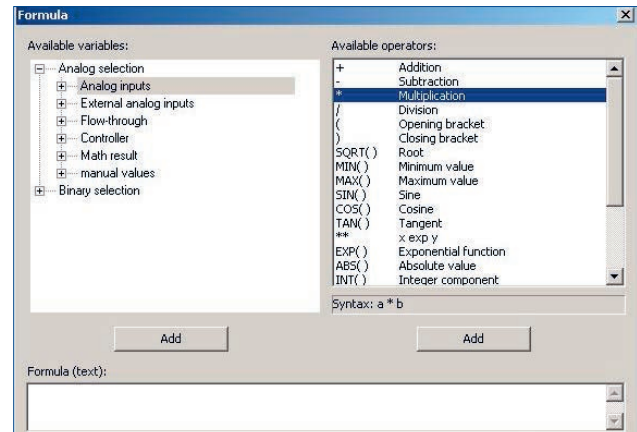 Formula
Available variables:
Analog selection
Analog inputs
External analog inputs
Flow-through
Controller
Math result
manual values
Binary selection
Add
Available operators:
+ Addition
- Subtraction
* Multiplication
/ Division
( Opening bracket
) Closing bracket
SQRT( ) Root
MIN( ) Minimum value
MAX( ) Maximum value
SIN( ) Sine
COS( ) Cosine
TAN( ) Tangent
** x exp y
EXP( ) Exponential function
ABS( ) Absolute value
INT( ) Integer component
Syntax: a * b
Add
Formula (text):